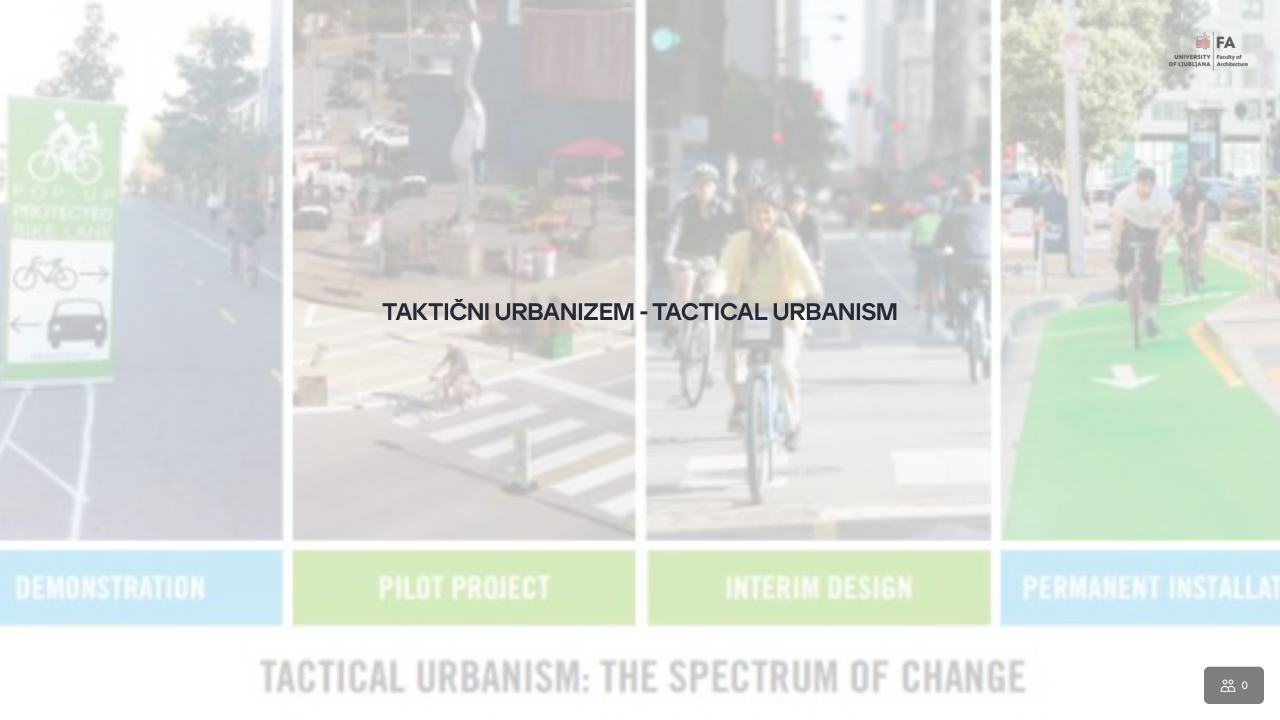 UNIVERSITY
OF LJUBLJANA
FA
Faculty of
Architecture
POP-UP
PROTECTED
BIKE LANE
TAKTIČNI URBANIZEM - TACTICAL URBANISM
DEMONSTRATION
PILOT PROJECT
INTERIM DESIGN
PERMANENT INSTALLAT
TACTICAL URBANISM: THE SPECTRUM OF CHANGE
0